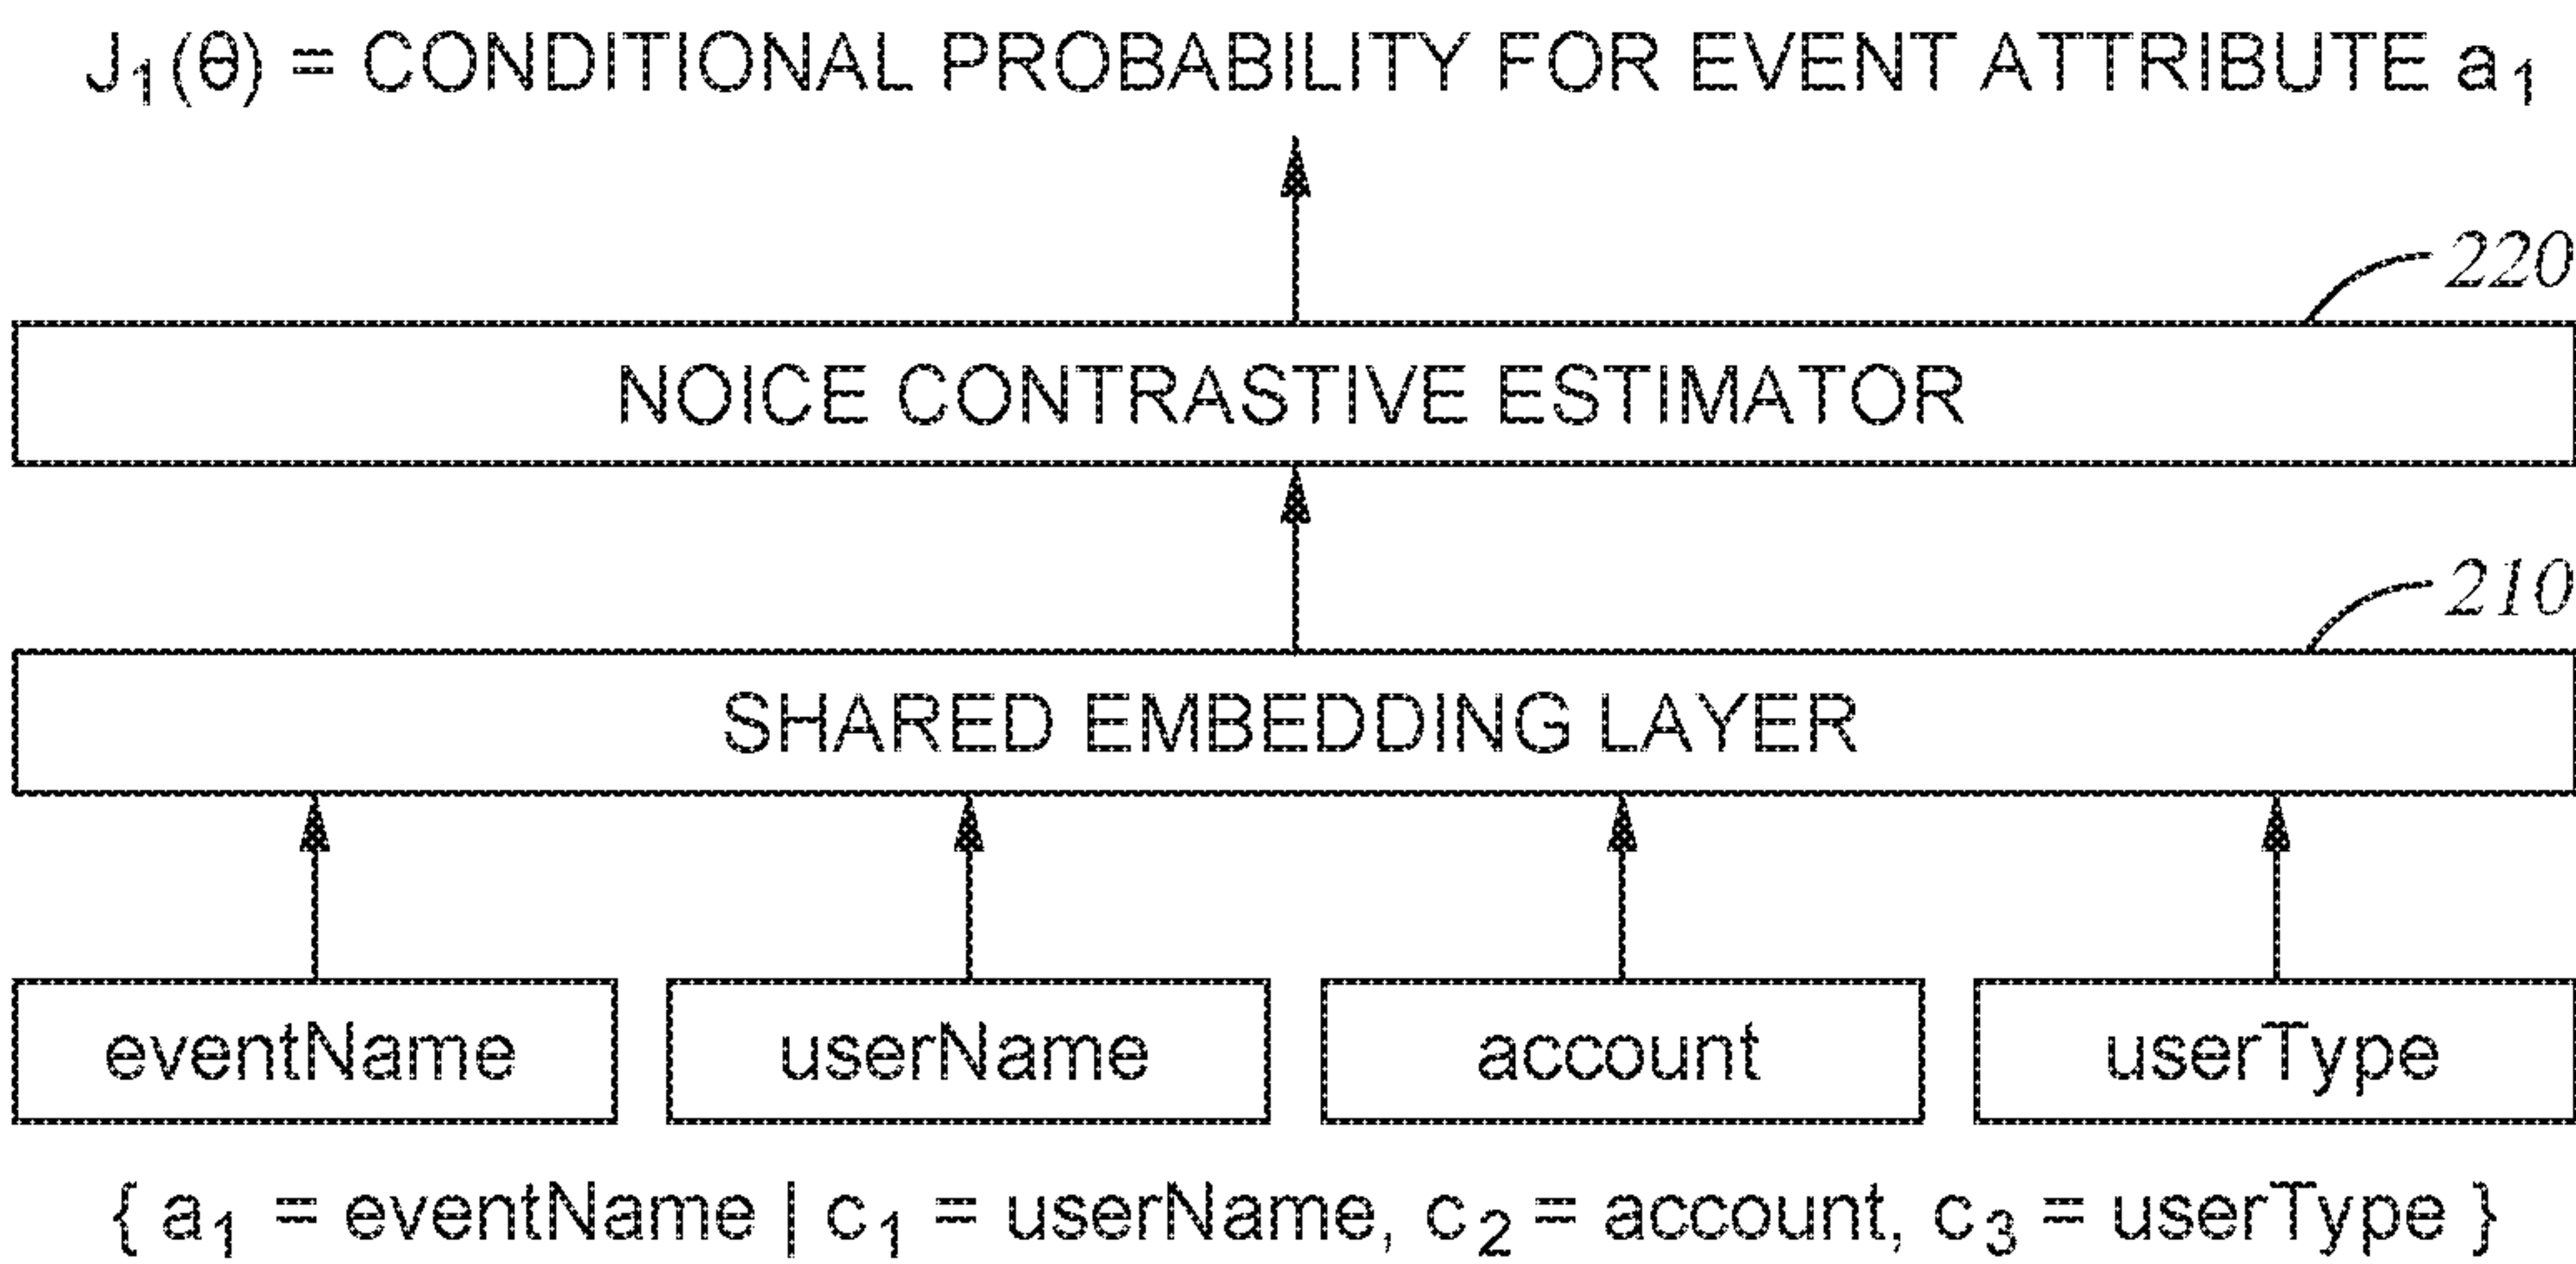 J₁(θ) = CONDITIONAL PROBABILITY FOR EVENT ATTRIBUTE a₁
220
NOICE CONTRASTIVE ESTIMATOR
210
SHARED EMBEDDING LAYER
eventName userName account userType
{ a₁ = eventName | c₁ = userName, c₂ = account, c₃ = userType }